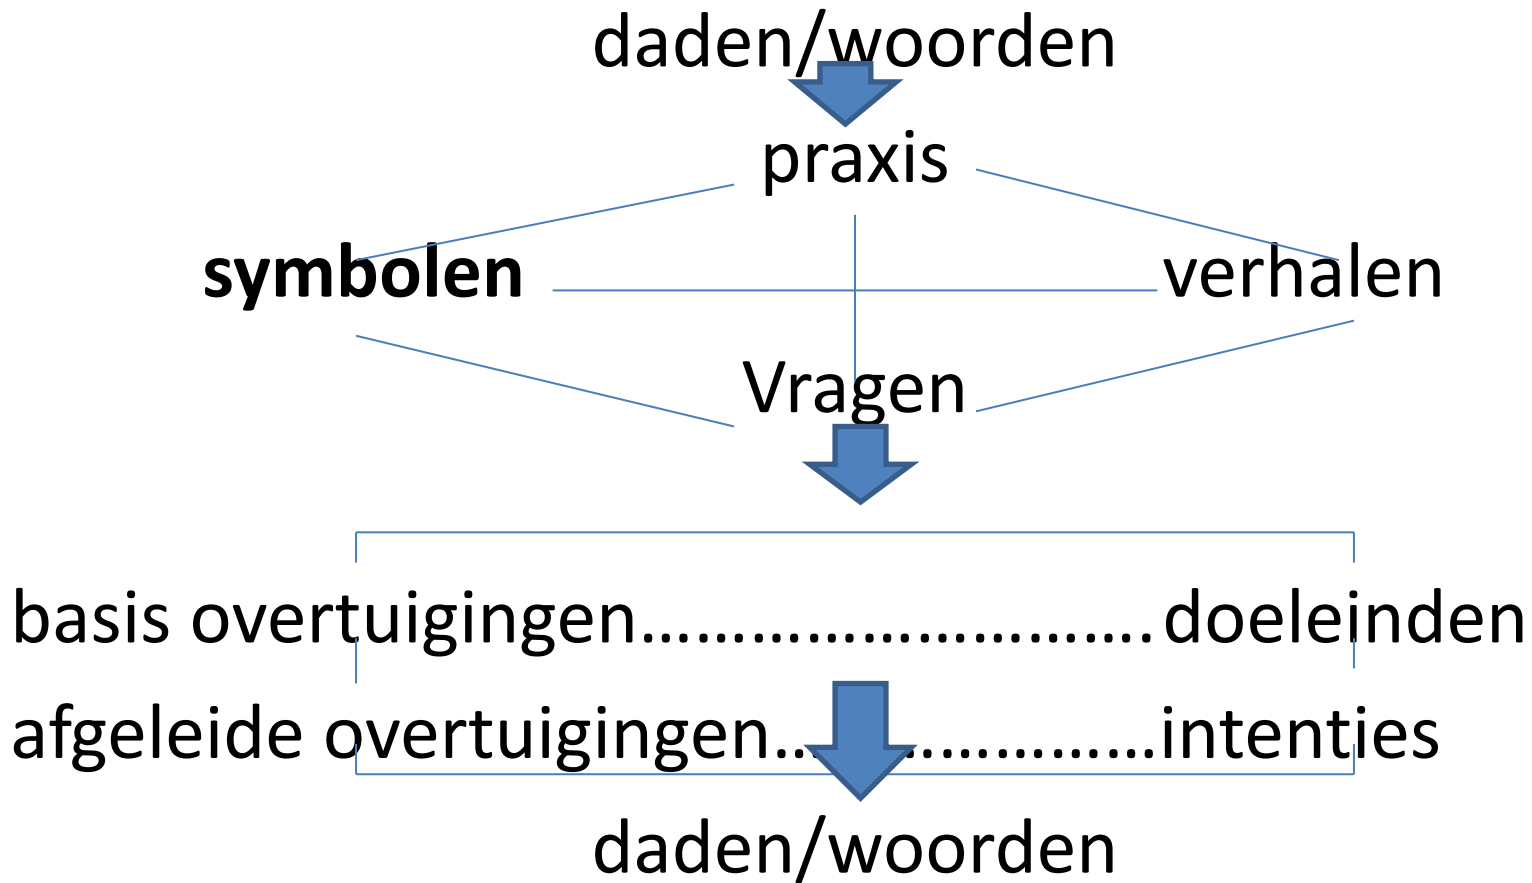 daden/woorden
praxis
symbolen verhalen
Vragen
basis overtuigingen……………………….doeleinden
afgeleide overtuigingen…………………intenties
daden/woorden